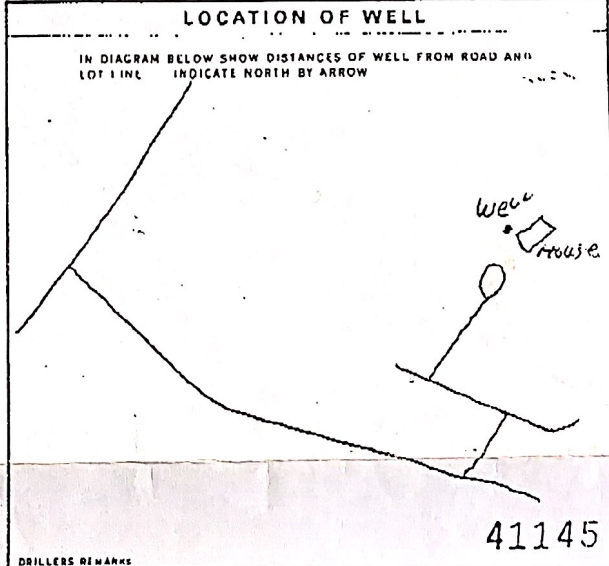 LOCATION OF WELL
IN DIAGRAM BELOW SHOW DISTANCES OF WELL FROM ROAD AND
LOT LINE INDICATE NORTH BY ARROW
Well
House
41145
DRILLERS REMARKS